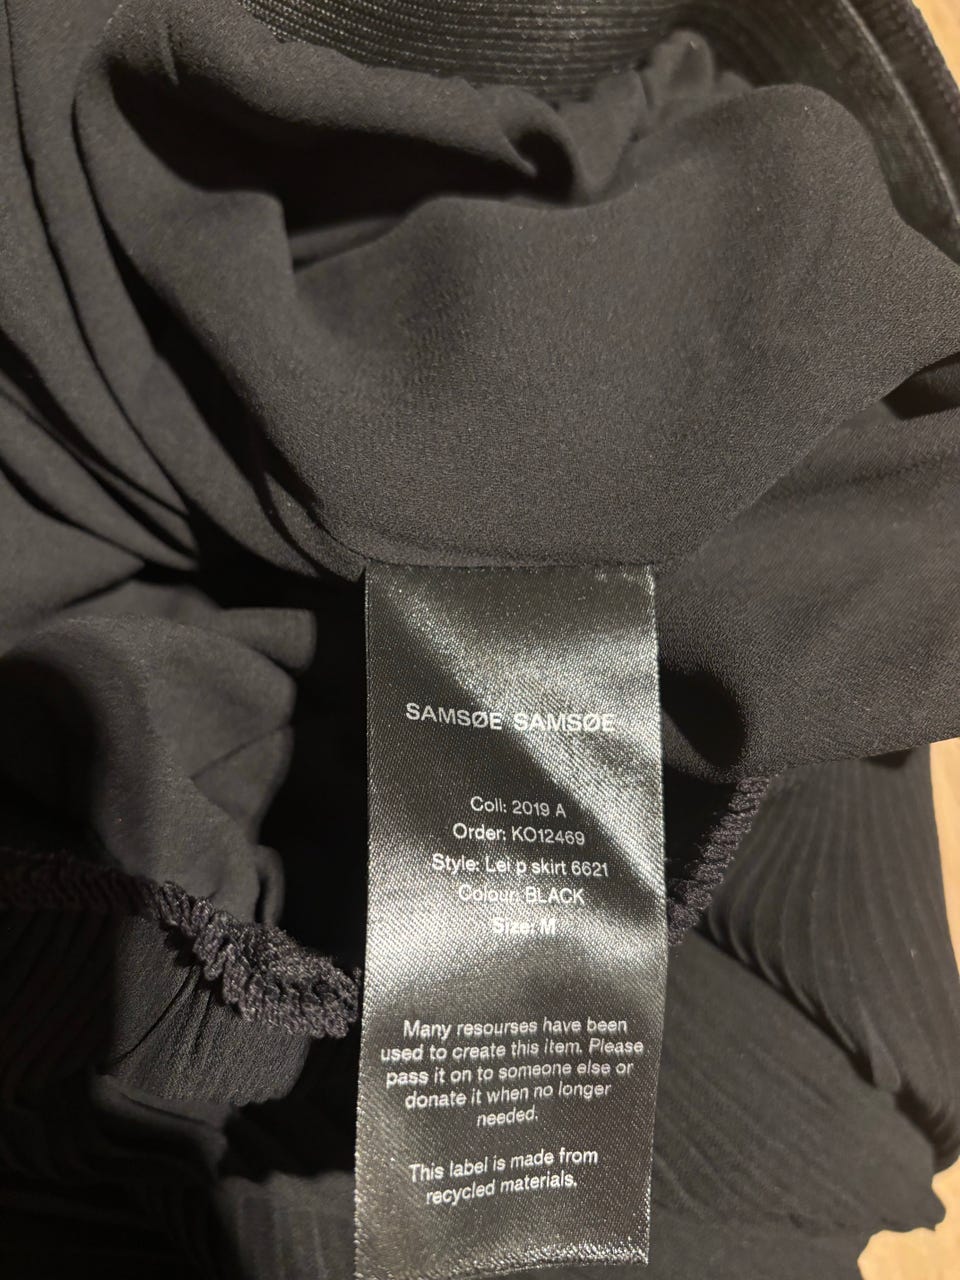 SAMSØE SAMSØE
Coll: 2019 A
Order: KO12469
Style: Lei p skirt 6621
Colour: BLACK
Size: M
Many resourses have been
used to create this item. Please
pass it on to someone else or
donate it when no longer
needed.
This label is made from
recycled materials.